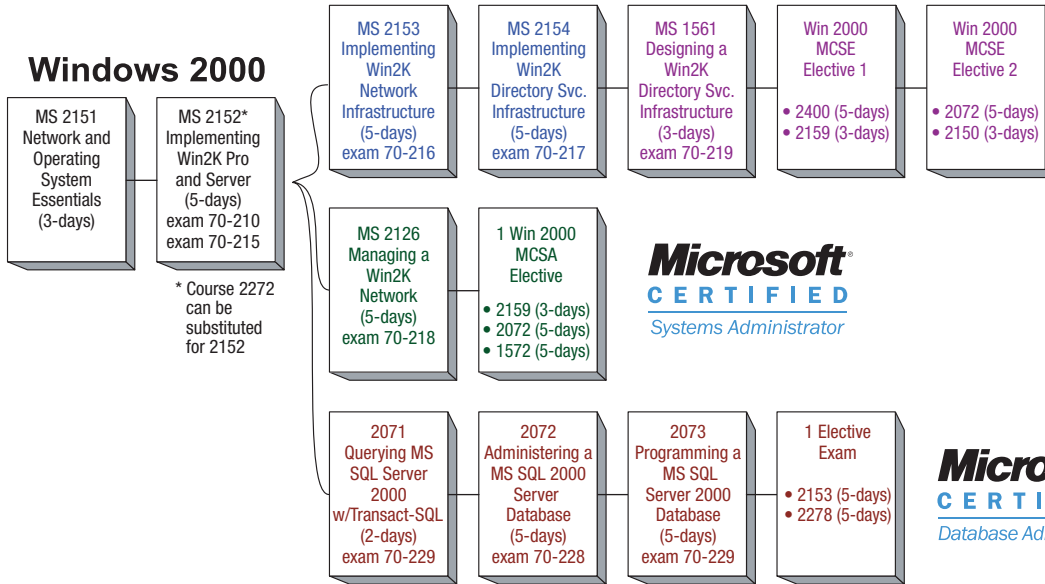 Windows 2000
MS 2151
Network and
Operating
System
Essentials
(3-days)
MS 2152*
Implementing
Win2K Pro
and Server
(5-days)
exam 70-210
exam 70-215
* Course 2272
can be
substituted
for 2152
MS 2153
Implementing
Win2K
Network
Infrastructure
(5-days)
exam 70-216
MS 2154
Implementing
Win2K
Directory Svc.
Infrastructure
(5-days)
exam 70-217
MS 1561
Designing a
Win2K
Directory Svc.
Infrastructure
(3-days)
exam 70-219
Win 2000
MCSE
Elective 1
• 2400 (5-days)
• 2159 (3-days)
Win 2000
MCSE
Elective 2
• 2072 (5-days)
• 2150 (3-days)
MS 2126
Managing a
Win2K
Network
(5-days)
exam 70-218
1 Win 2000
MCSA
Elective
• 2159 (3-days)
• 2072 (5-days)
• 1572 (5-days)
Microsoft®
CERTIFIED
Systems Administrator
2071
Querying MS
SQL Server
2000
w/Transact-SQL
(2-days)
exam 70-229
2072
Administering a
MS SQL 2000
Server
Database
(5-days)
exam 70-228
2073
Programming a
MS SQL
Server 2000
Database
(5-days)
exam 70-229
1 Elective
Exam
• 2153 (5-days)
• 2278 (5-days)
Micro
CERTI
Database Ad